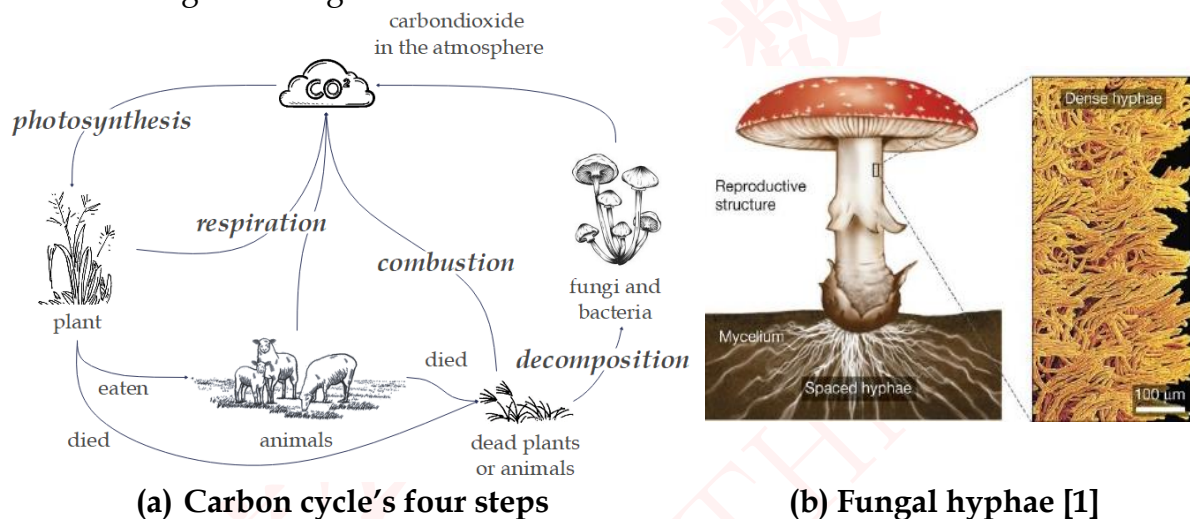 carbondioxide
in the atmosphere
CO²
photosynthesis
respiration
combustion
plant
fungi and
bacteria
died
decomposition
eaten
died
animals
dead plants
or animals
(a) Carbon cycle's four steps
Dense hyphae
Reproductive
structure
Mycelium
Spaced hyphae
100 µm
(b) Fungal hyphae [1]